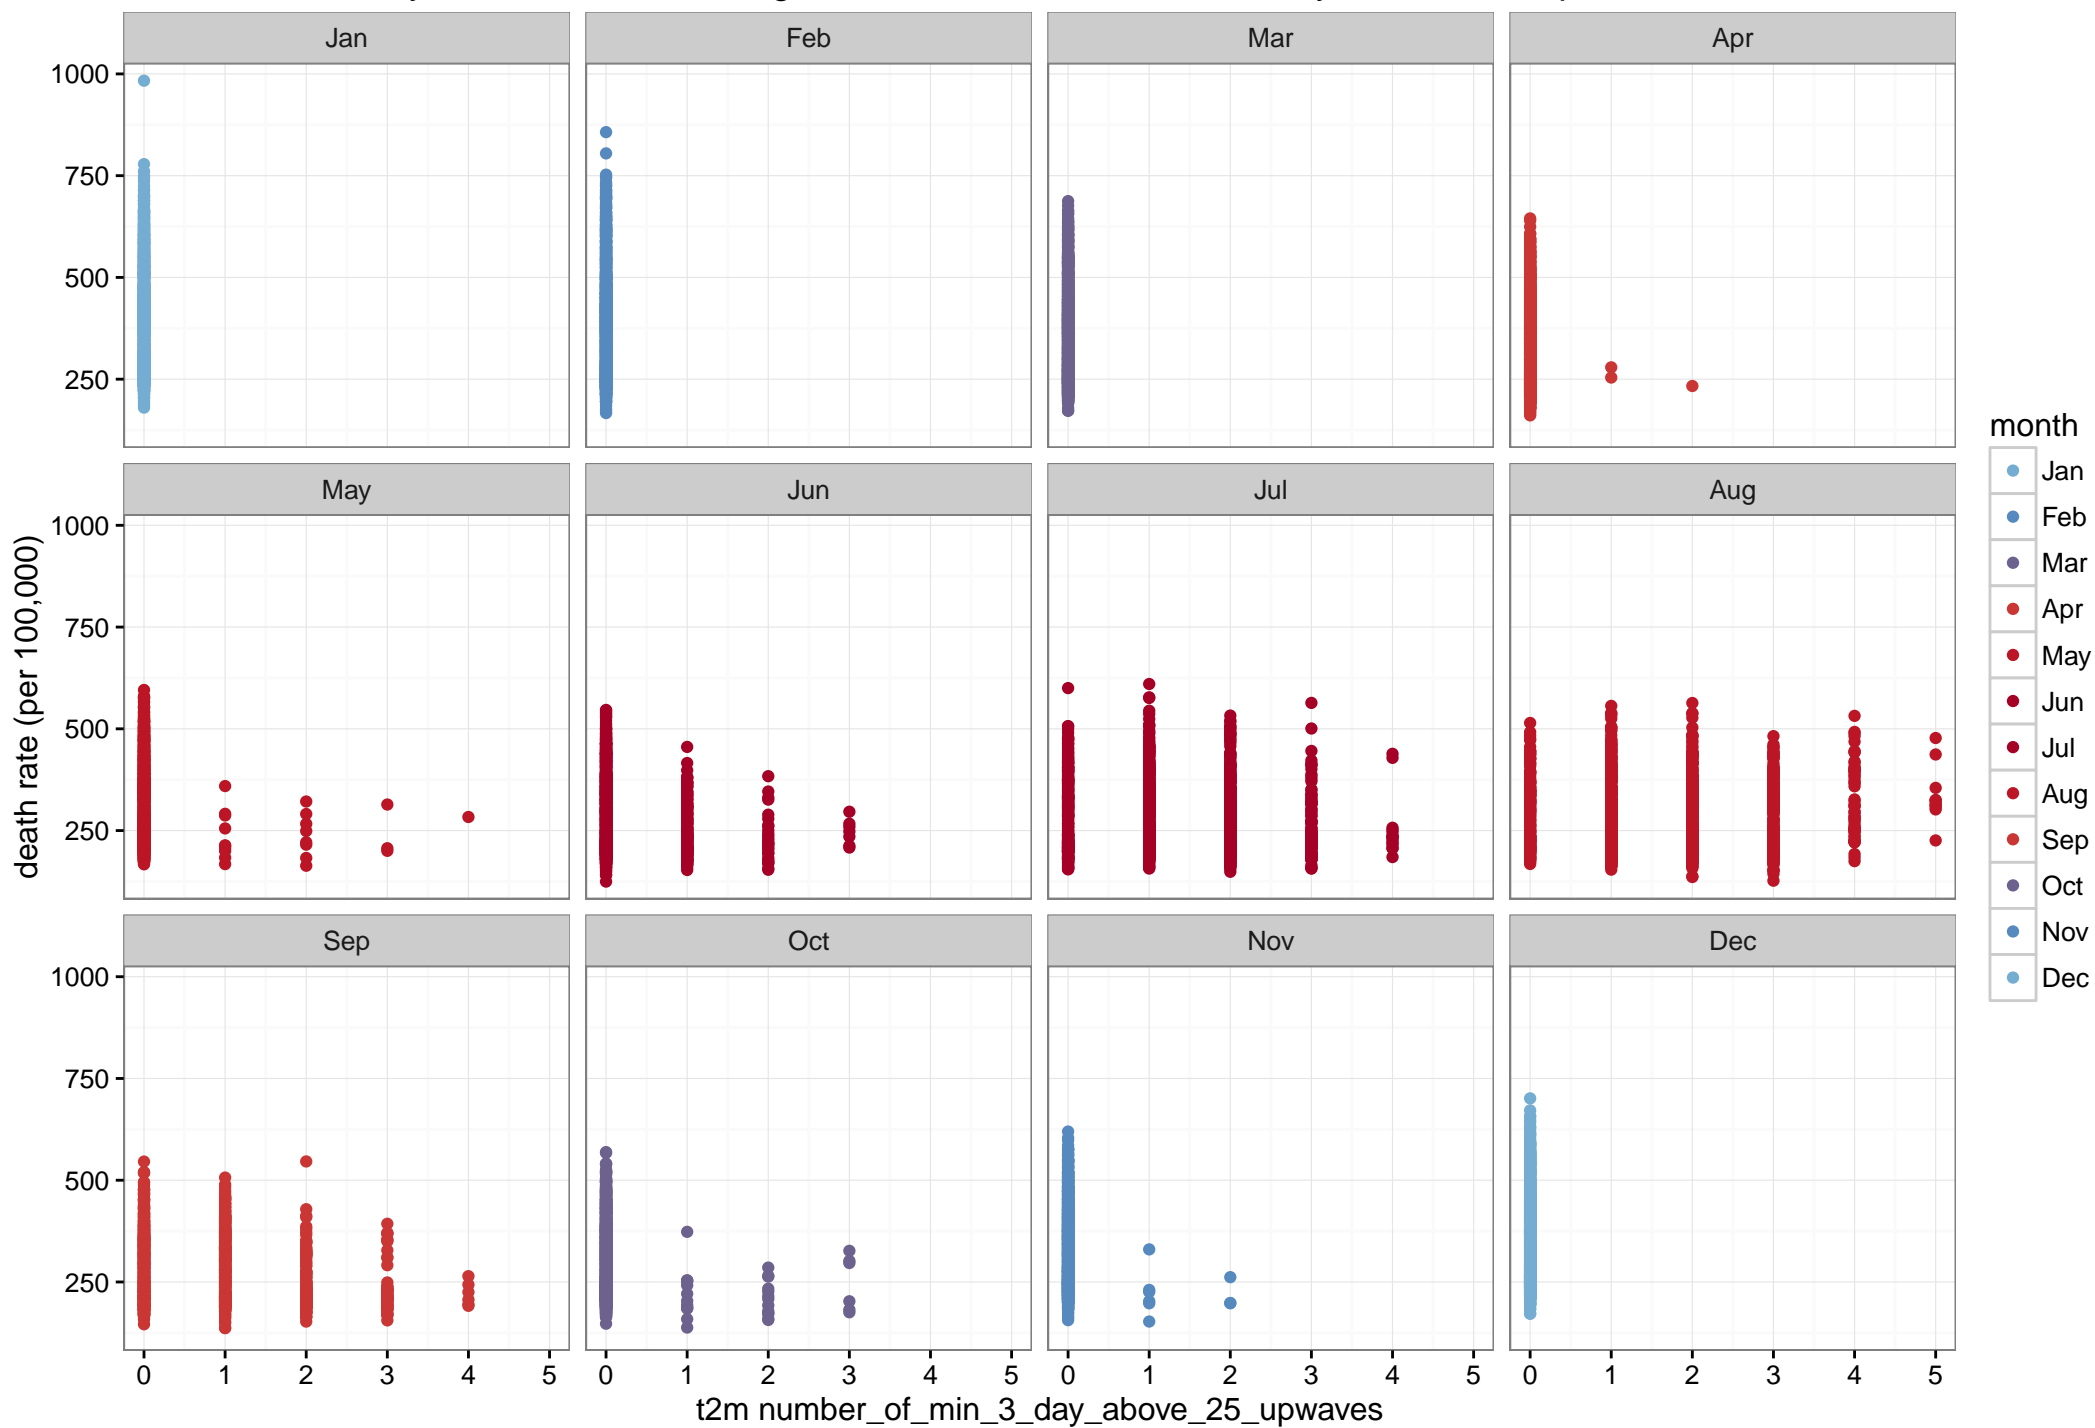 Jan Feb Mar Apr
1000
750
500
250
May Jun Jul Aug
1000
750
500
250
Sep Oct Nov Dec
1000
750
500
250
0 1 2 3 4 5 0 1 2 3 4 5 0 1 2 3 4 5 0 1 2 3 4 5
t2m number_of_min_3_day_above_25_upwaves
death rate (per 100,000)
month
Jan
Feb
Mar
Apr
May
Jun
Jul
Aug
Sep
Oct
Nov
Dec